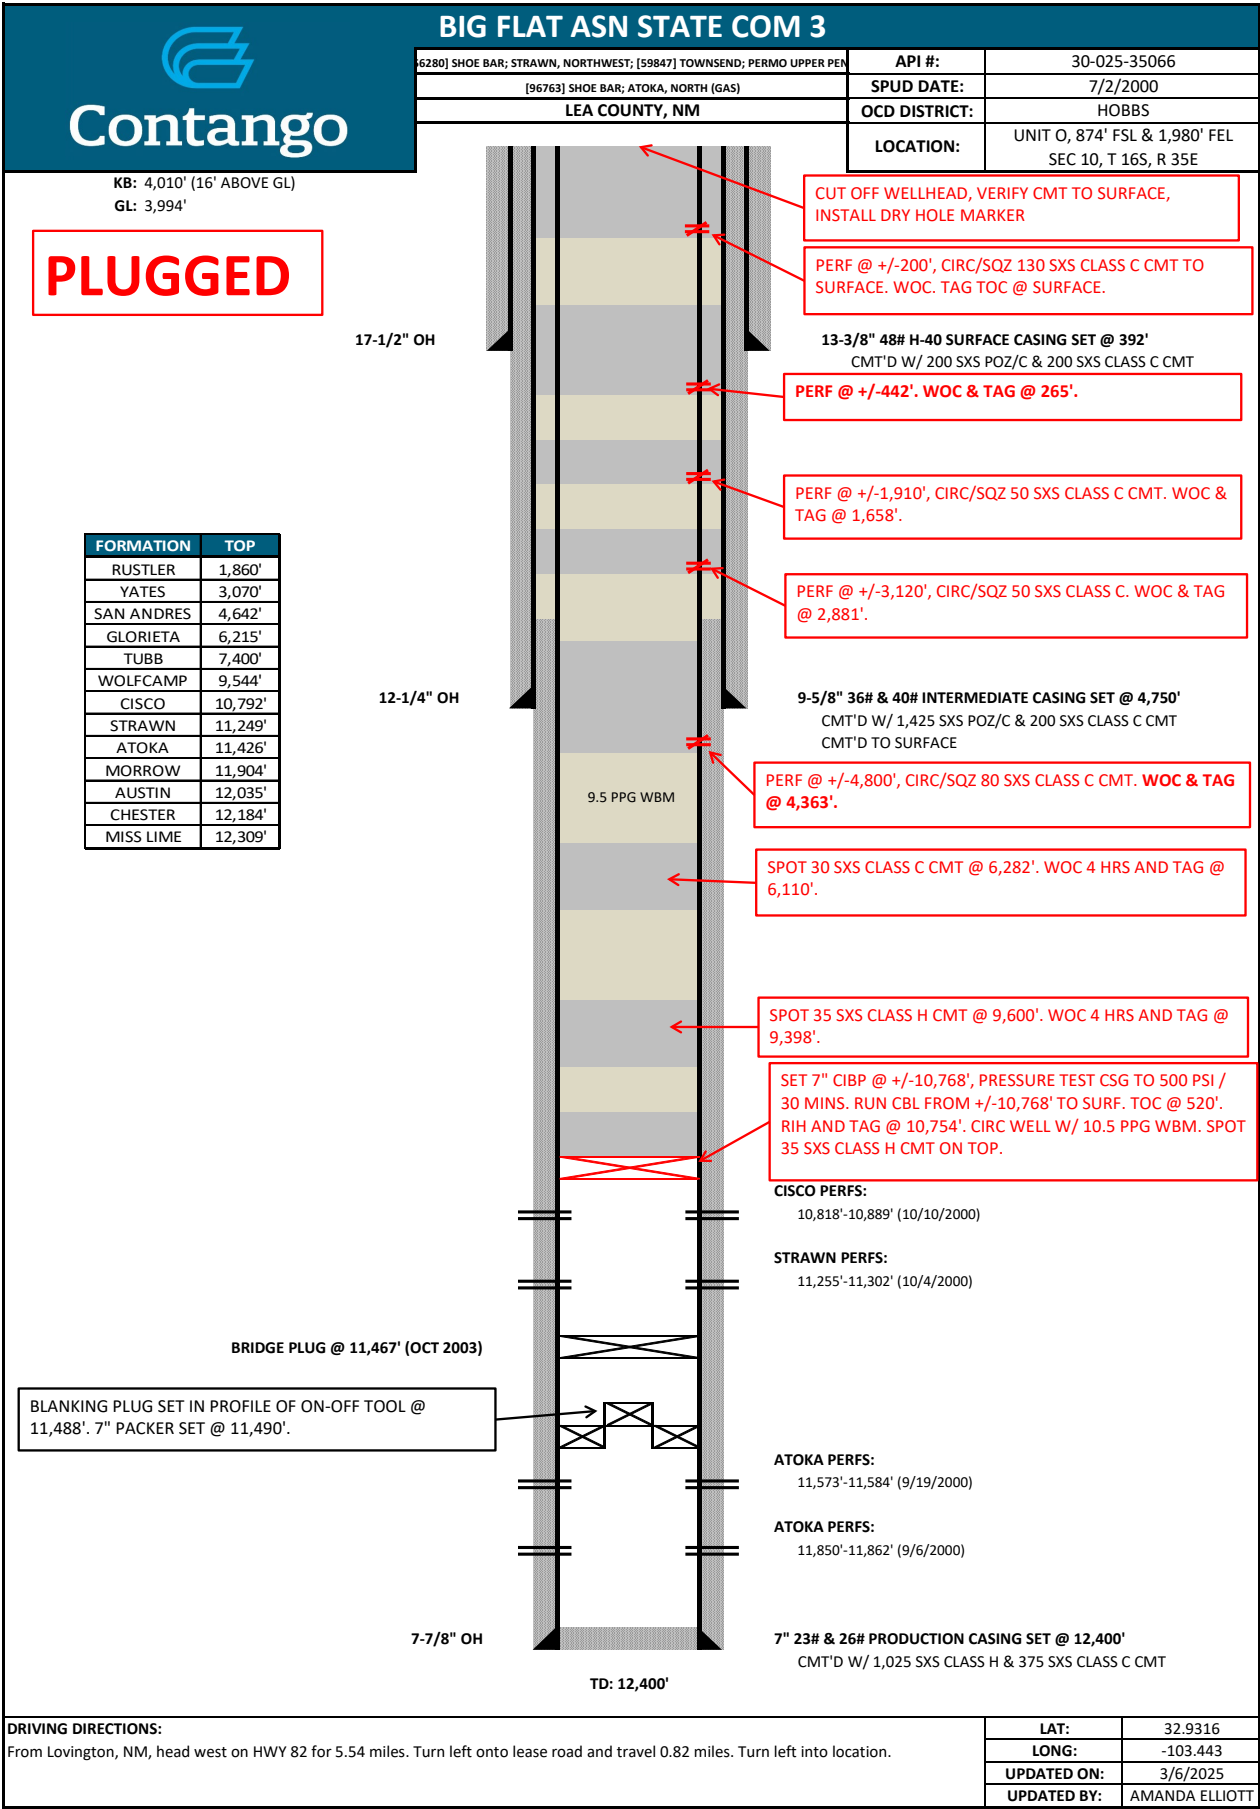 BIG FLAT ASN STATE COM 3
Contango
6280] SHOE BAR; STRAWN, NORTHWEST; [59847] TOWNSEND; PERMO UPPER PEN
[96763] SHOE BAR; ATOKA, NORTH (GAS)
LEA COUNTY, NM
API #: 30-025-35066
SPUD DATE: 7/2/2000
OCD DISTRICT: HOBBS
LOCATION: UNIT O, 874' FSL & 1,980' FEL
SEC 10, T 16S, R 35E
KB: 4,010' (16' ABOVE GL)
GL: 3,994'
PLUGGED
CUT OFF WELLHEAD, VERIFY CMT TO SURFACE,
INSTALL DRY HOLE MARKER
PERF @ +/-200', CIRC/SQZ 130 SXS CLASS C CMT TO
SURFACE. WOC. TAG TOC @ SURFACE.
17-1/2" OH
13-3/8" 48# H-40 SURFACE CASING SET @ 392'
CMT'D W/ 200 SXS POZ/C & 200 SXS CLASS C CMT
PERF @ +/-442'. WOC & TAG @ 265'.
PERF @ +/-1,910', CIRC/SQZ 50 SXS CLASS C CMT. WOC &
TAG @ 1,658'.
FORMATION TOP
RUSTLER 1,860'
YATES 3,070'
SAN ANDRES 4,642'
GLORIETA 6,215'
TUBB 7,400'
WOLFCAMP 9,544'
CISCO 10,792'
STRAWN 11,249'
ATOKA 11,426'
MORROW 11,904'
AUSTIN 12,035'
CHESTER 12,184'
MISS LIME 12,309'
PERF @ +/-3,120', CIRC/SQZ 50 SXS CLASS C. WOC & TAG
@ 2,881'.
12-1/4" OH
9-5/8" 36# & 40# INTERMEDIATE CASING SET @ 4,750'
CMT'D W/ 1,425 SXS POZ/C & 200 SXS CLASS C CMT
CMT'D TO SURFACE
PERF @ +/-4,800', CIRC/SQZ 80 SXS CLASS C CMT. WOC & TAG
@ 4,363'.
9.5 PPG WBM
SPOT 30 SXS CLASS C CMT @ 6,282'. WOC 4 HRS AND TAG @
6,110'.
SPOT 35 SXS CLASS H CMT @ 9,600'. WOC 4 HRS AND TAG @
9,398'.
SET 7" CIBP @ +/-10,768', PRESSURE TEST CSG TO 500 PSI /
30 MINS. RUN CBL FROM +/-10,768' TO SURF. TOC @ 520'.
RIH AND TAG @ 10,754'. CIRC WELL W/ 10.5 PPG WBM. SPOT
35 SXS CLASS H CMT ON TOP.
CISCO PERFS:
10,818'-10,889' (10/10/2000)
STRAWN PERFS:
11,255'-11,302' (10/4/2000)
BRIDGE PLUG @ 11,467' (OCT 2003)
BLANKING PLUG SET IN PROFILE OF ON-OFF TOOL @
11,488'. 7" PACKER SET @ 11,490'.
ATOKA PERFS:
11,573'-11,584' (9/19/2000)
ATOKA PERFS:
11,850'-11,862' (9/6/2000)
7-7/8" OH
7" 23# & 26# PRODUCTION CASING SET @ 12,400'
CMT'D W/ 1,025 SXS CLASS H & 375 SXS CLASS C CMT
TD: 12,400'
DRIVING DIRECTIONS:
From Lovington, NM, head west on HWY 82 for 5.54 miles. Turn left onto lease road and travel 0.82 miles. Turn left into location.
LAT: 32.9316
LONG: -103.443
UPDATED ON: 3/6/2025
UPDATED BY: AMANDA ELLIOTT